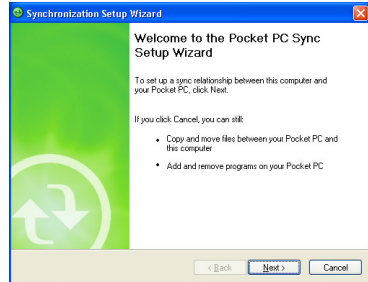 Synchronization Setup Wizard
Welcome to the Pocket PC Sync
Setup Wizard
To set up a sync relationship between this computer and
your Pocket PC, click Next.
If you click Cancel, you can still:
• Copy and move files between your Pocket PC and
this computer
• Add and remove programs on your Pocket PC
< Back Next > Cancel